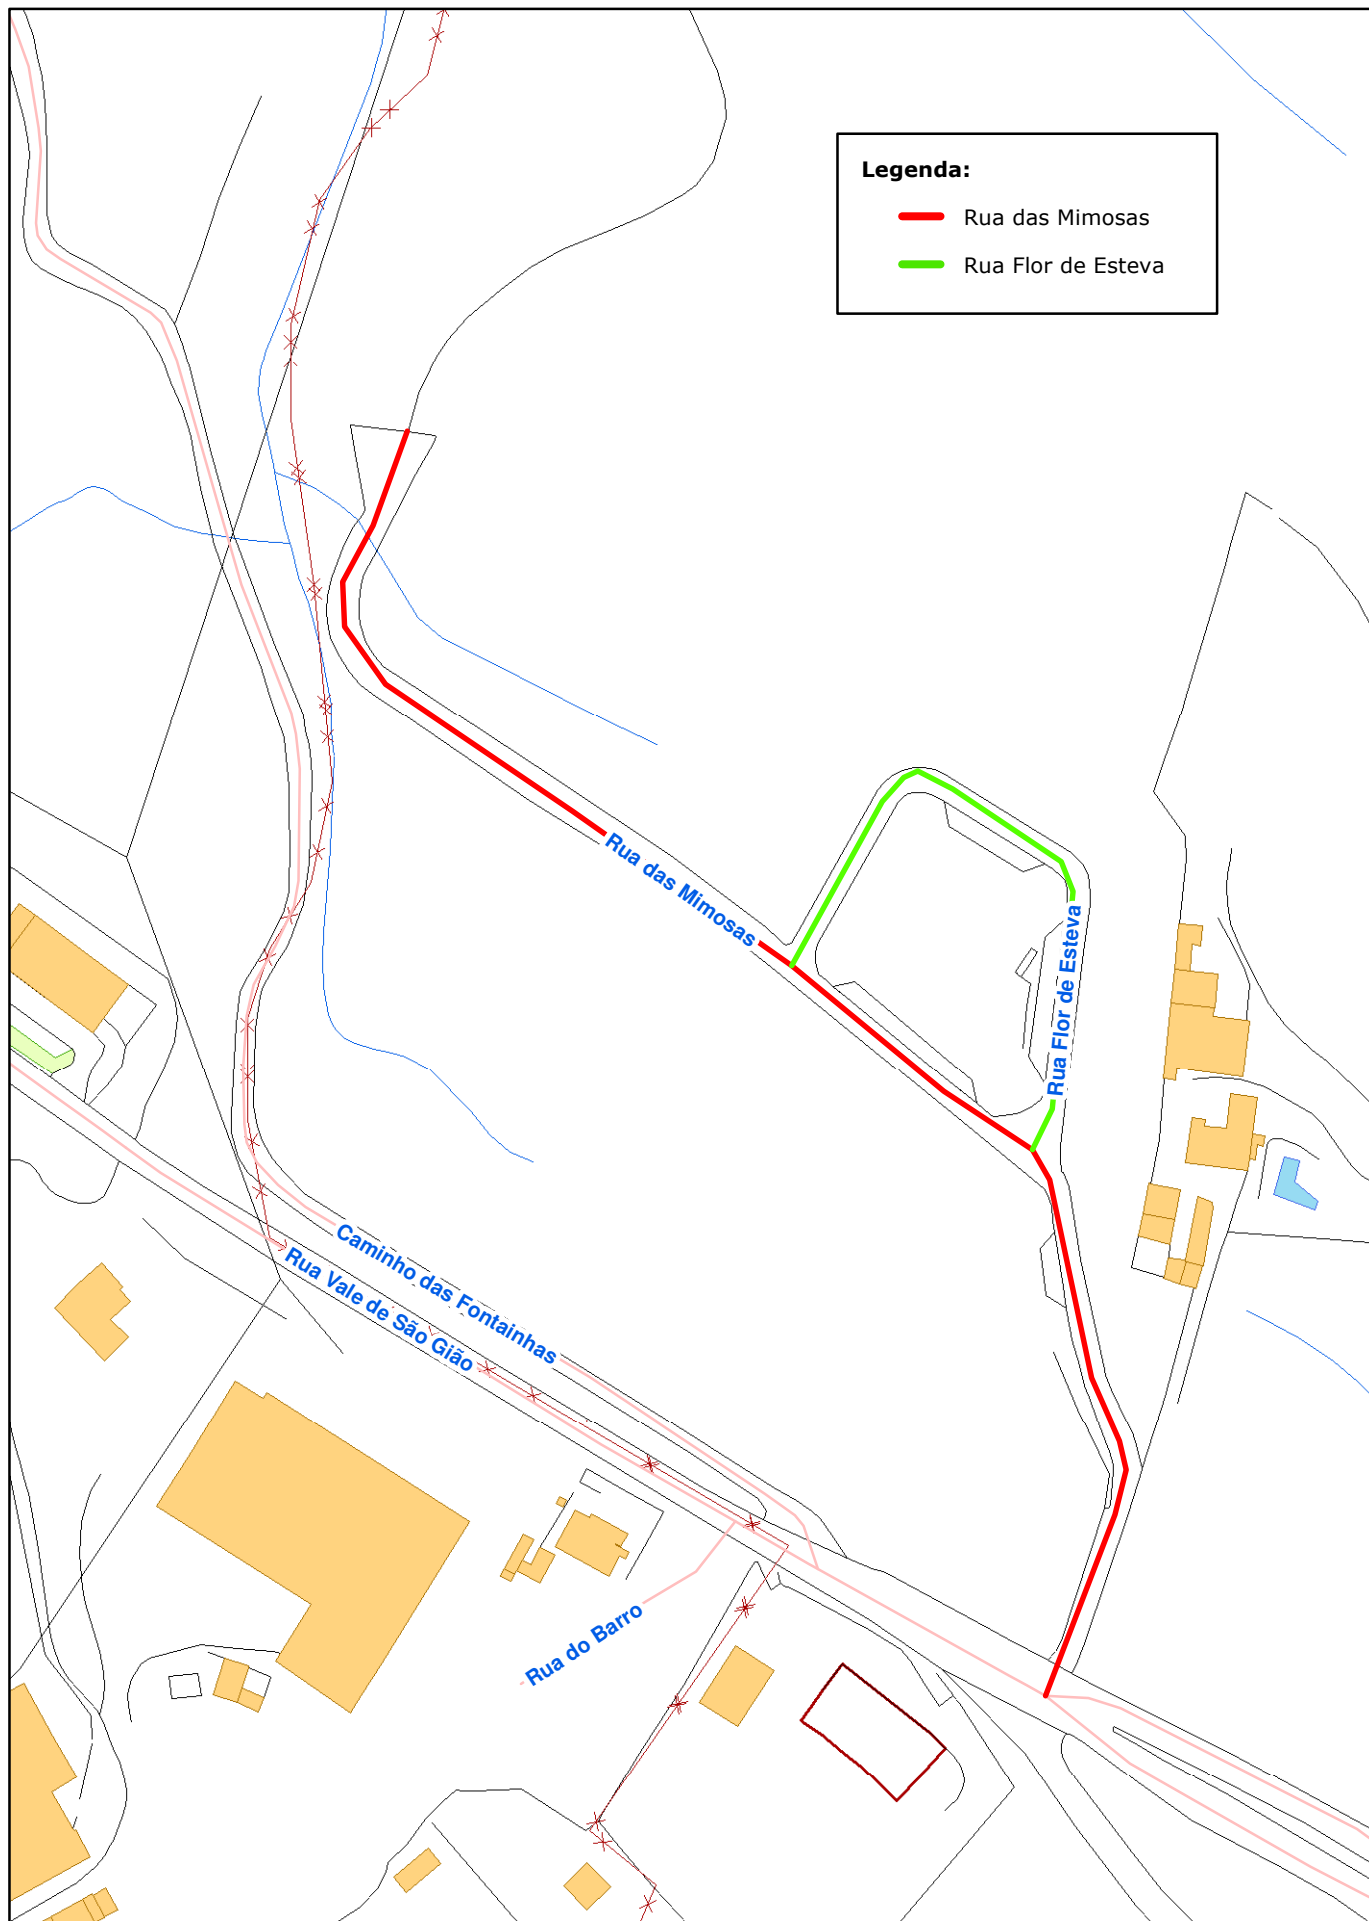 Legenda:
Rua das Mimosas
Rua Flor de Esteva
Rua das Mimosas
Rua Flor de Esteva
Caminho das Fontainhas
Rua Vale de São Gião
Rua do Barro